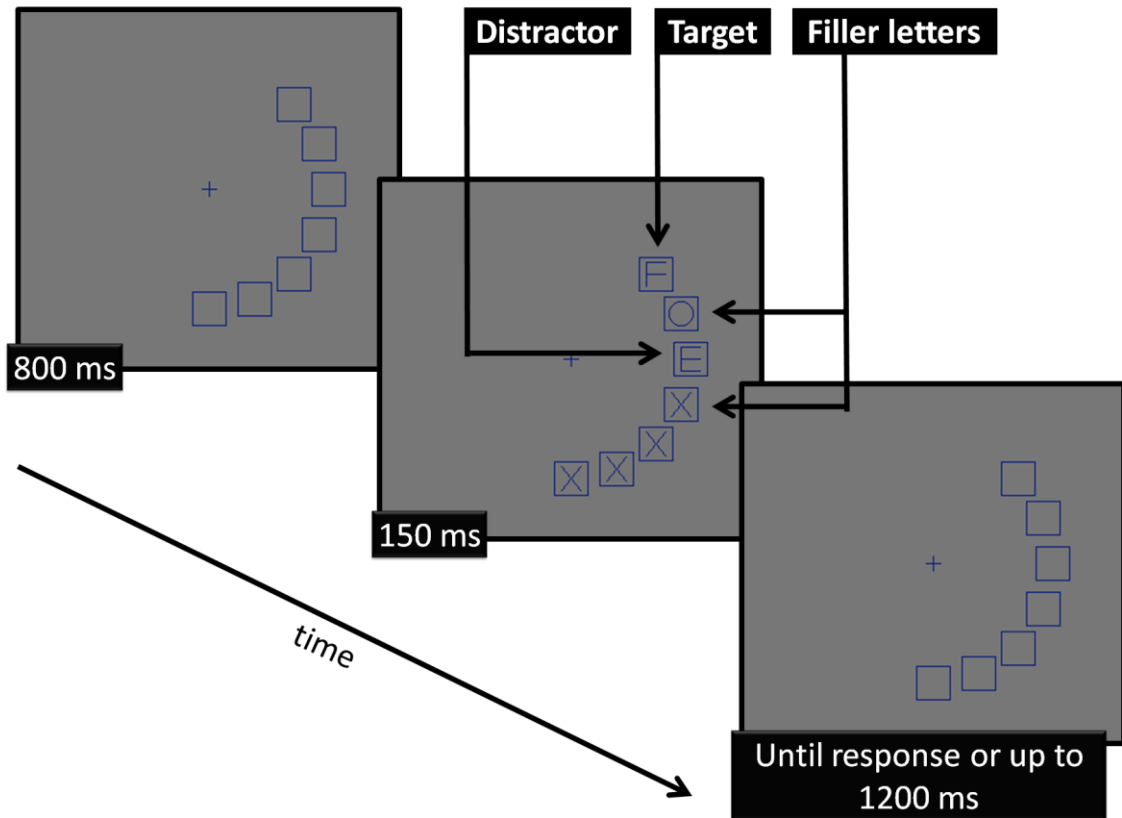 Distractor
Target
Filler letters
800 ms
F
O
E
X
X
X
X
150 ms
time
Until response or up to
1200 ms